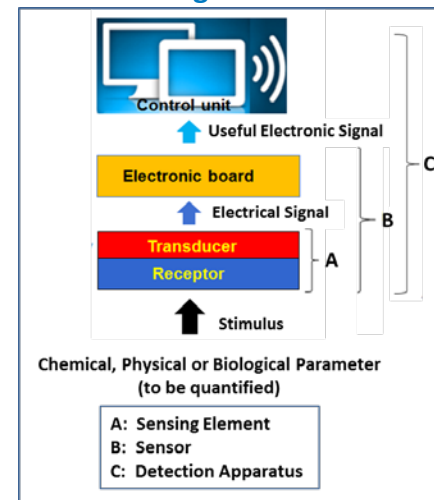 Control unit
Useful Electronic Signal
C
Electronic board
Electrical Signal
B
Transducer
A
Receptor
Stimulus
Chemical, Physical or Biological Parameter
(to be quantified)
A: Sensing Element
B: Sensor
C: Detection Apparatus